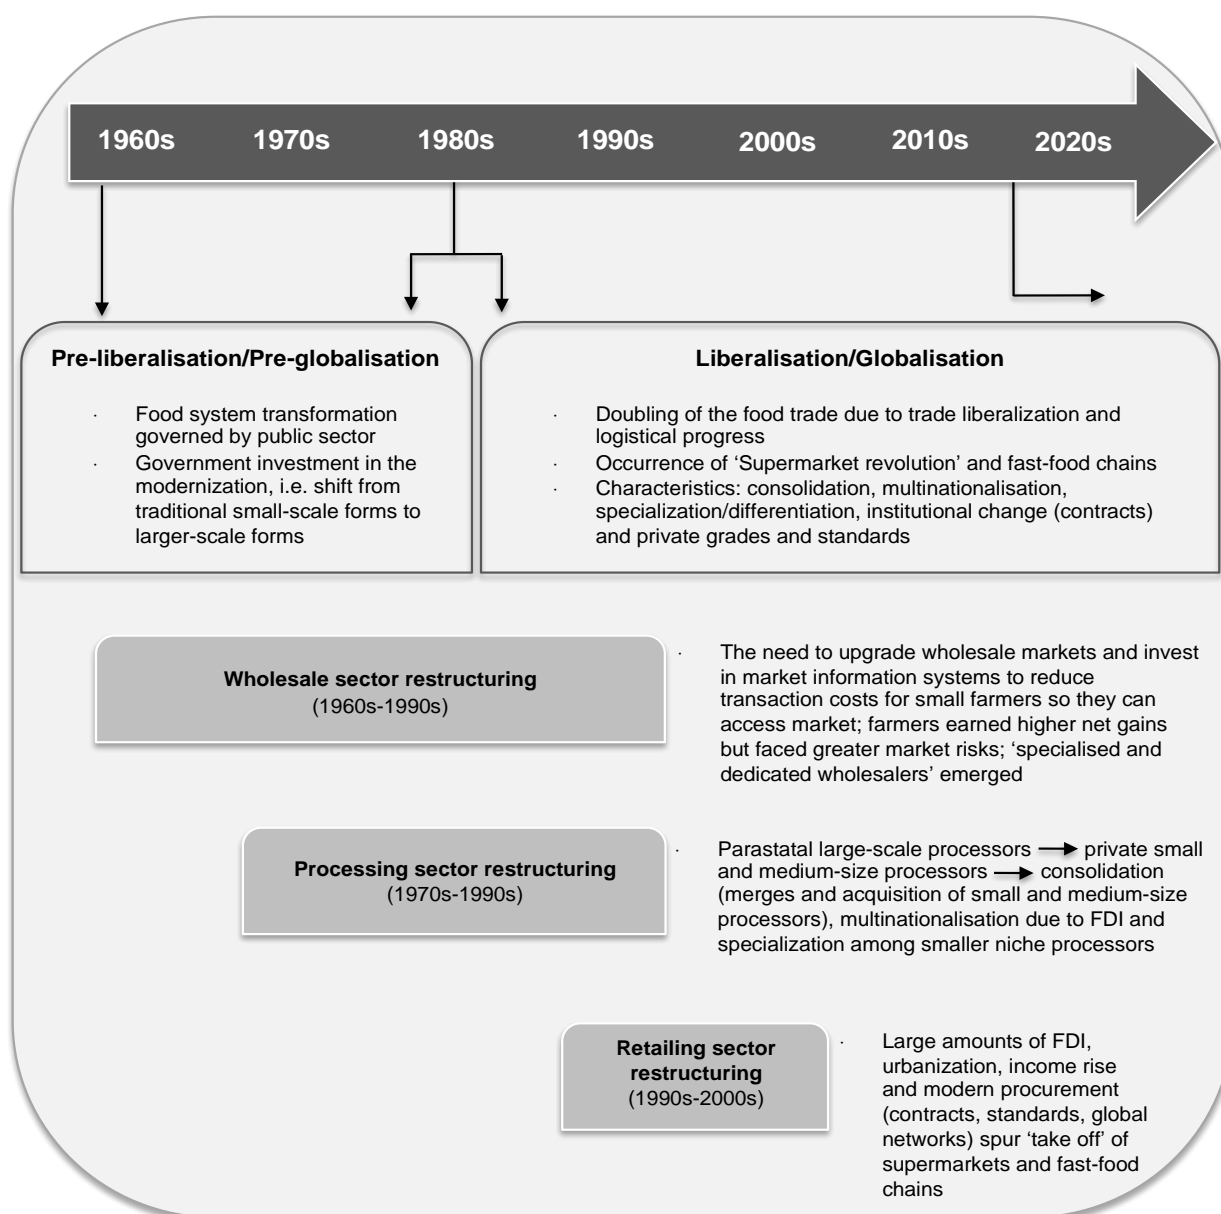 1960s 1970s 1980s 1990s 2000s 2010s 2020s
Pre-liberalisation/Pre-globalisation
· Food system transformation
governed by public sector
· Government investment in the
modernization, i.e. shift from
traditional small-scale forms to
larger-scale forms
Liberalisation/Globalisation
· Doubling of the food trade due to trade liberalization and
logistical progress
· Occurrence of ‘Supermarket revolution’ and fast-food chains
· Characteristics: consolidation, multinationalisation,
specialization/differentiation, institutional change (contracts)
and private grades and standards
Wholesale sector restructuring
(1960s-1990s)
· The need to upgrade wholesale markets and invest
in market information systems to reduce
transaction costs for small farmers so they can
access market; farmers earned higher net gains
but faced greater market risks; ‘specialised and
dedicated wholesalers’ emerged
Processing sector restructuring
(1970s-1990s)
· Parastatal large-scale processors → private small
and medium-size processors → consolidation
(merges and acquisition of small and medium-size
processors), multinationalisation due to FDI and
specialization among smaller niche processors
Retailing sector
restructuring
(1990s-2000s)
· Large amounts of FDI,
urbanization, income rise
and modern procurement
(contracts, standards, global
networks) spur ‘take off’ of
supermarkets and fast-food
chains